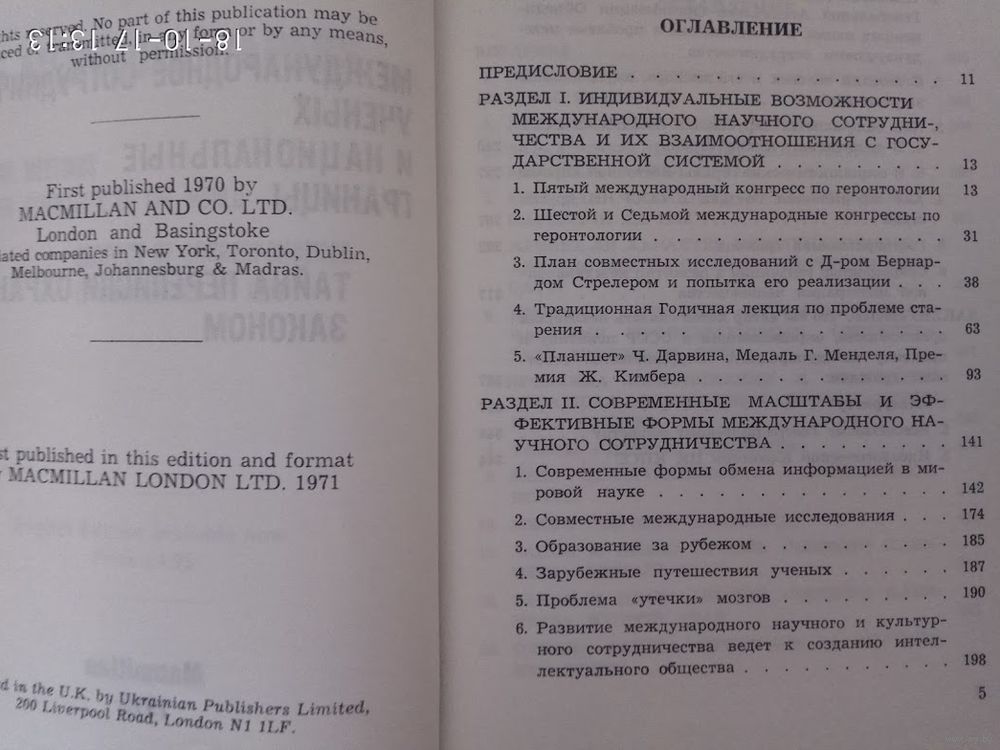 hts reserved. No part of this publication may be
ced or transmitted, in any form or by any means,
without permission.
18-10-17 13:13
First published 1970 by
MACMILLAN AND CO. LTD.
London and Basingstoke
ated companies in New York, Toronto, Dublin,
Melbourne, Johannesburg & Madras.
st published in this edition and format
MACMILLAN LONDON LTD. 1971
d in the U.K. by Ukrainian Publishers Limited,
200 Liverpool Road, London N1 1LF.
ОГЛАВЛЕНИЕ
ПРЕДИСЛОВИЕ . . . . . . . . . . . . . . . 11
РАЗДЕЛ I. ИНДИВИДУАЛЬНЫЕ ВОЗМОЖНОСТИ
МЕЖДУНАРОДНОГО НАУЧНОГО СОТРУДНИ-,
ЧЕСТВА И ИХ ВЗАИМООТНОШЕНИЯ С ГОСУ-
ДАРСТВЕННОЙ СИСТЕМОЙ . . . . . . . . . 13
1. Пятый международный конгресс по геронтологии 13
2. Шестой и Седьмой международные конгрессы по
геронтологии . . . . . . . . . . . . . . 31
3. План совместных исследований с Д-ром Бернар-
дом Стрелером и попытка его реализации . . . 38
4. Традиционная Годичная лекция по проблеме ста-
рения . . . . . . . . . . . . . . . . . 63
5. «Планшет» Ч. Дарвина, Медаль Г. Менделя, Пре-
мия Ж. Кимбера . . . . . . . . . . . . 93
РАЗДЕЛ II. СОВРЕМЕННЫЕ МАСШТАБЫ И ЭФ-
ФЕКТИВНЫЕ ФОРМЫ МЕЖДУНАРОДНОГО НА-
УЧНОГО СОТРУДНИЧЕСТВА . . . . . . . . . 141
1. Современные формы обмена информацией в ми-
ровой науке . . . . . . . . . . . . . . 142
2. Совместные международные исследования . . . 174
3. Образование за рубежом . . . . . . . . . 185
4. Зарубежные путешествия ученых . . . . . . 187
5. Проблема «утечки» мозгов . . . . . . . . 190
6. Развитие международного научного и культур-
ного сотрудничества ведет к созданию интел-
лектуального общества . . . . . . . . . . 198
5